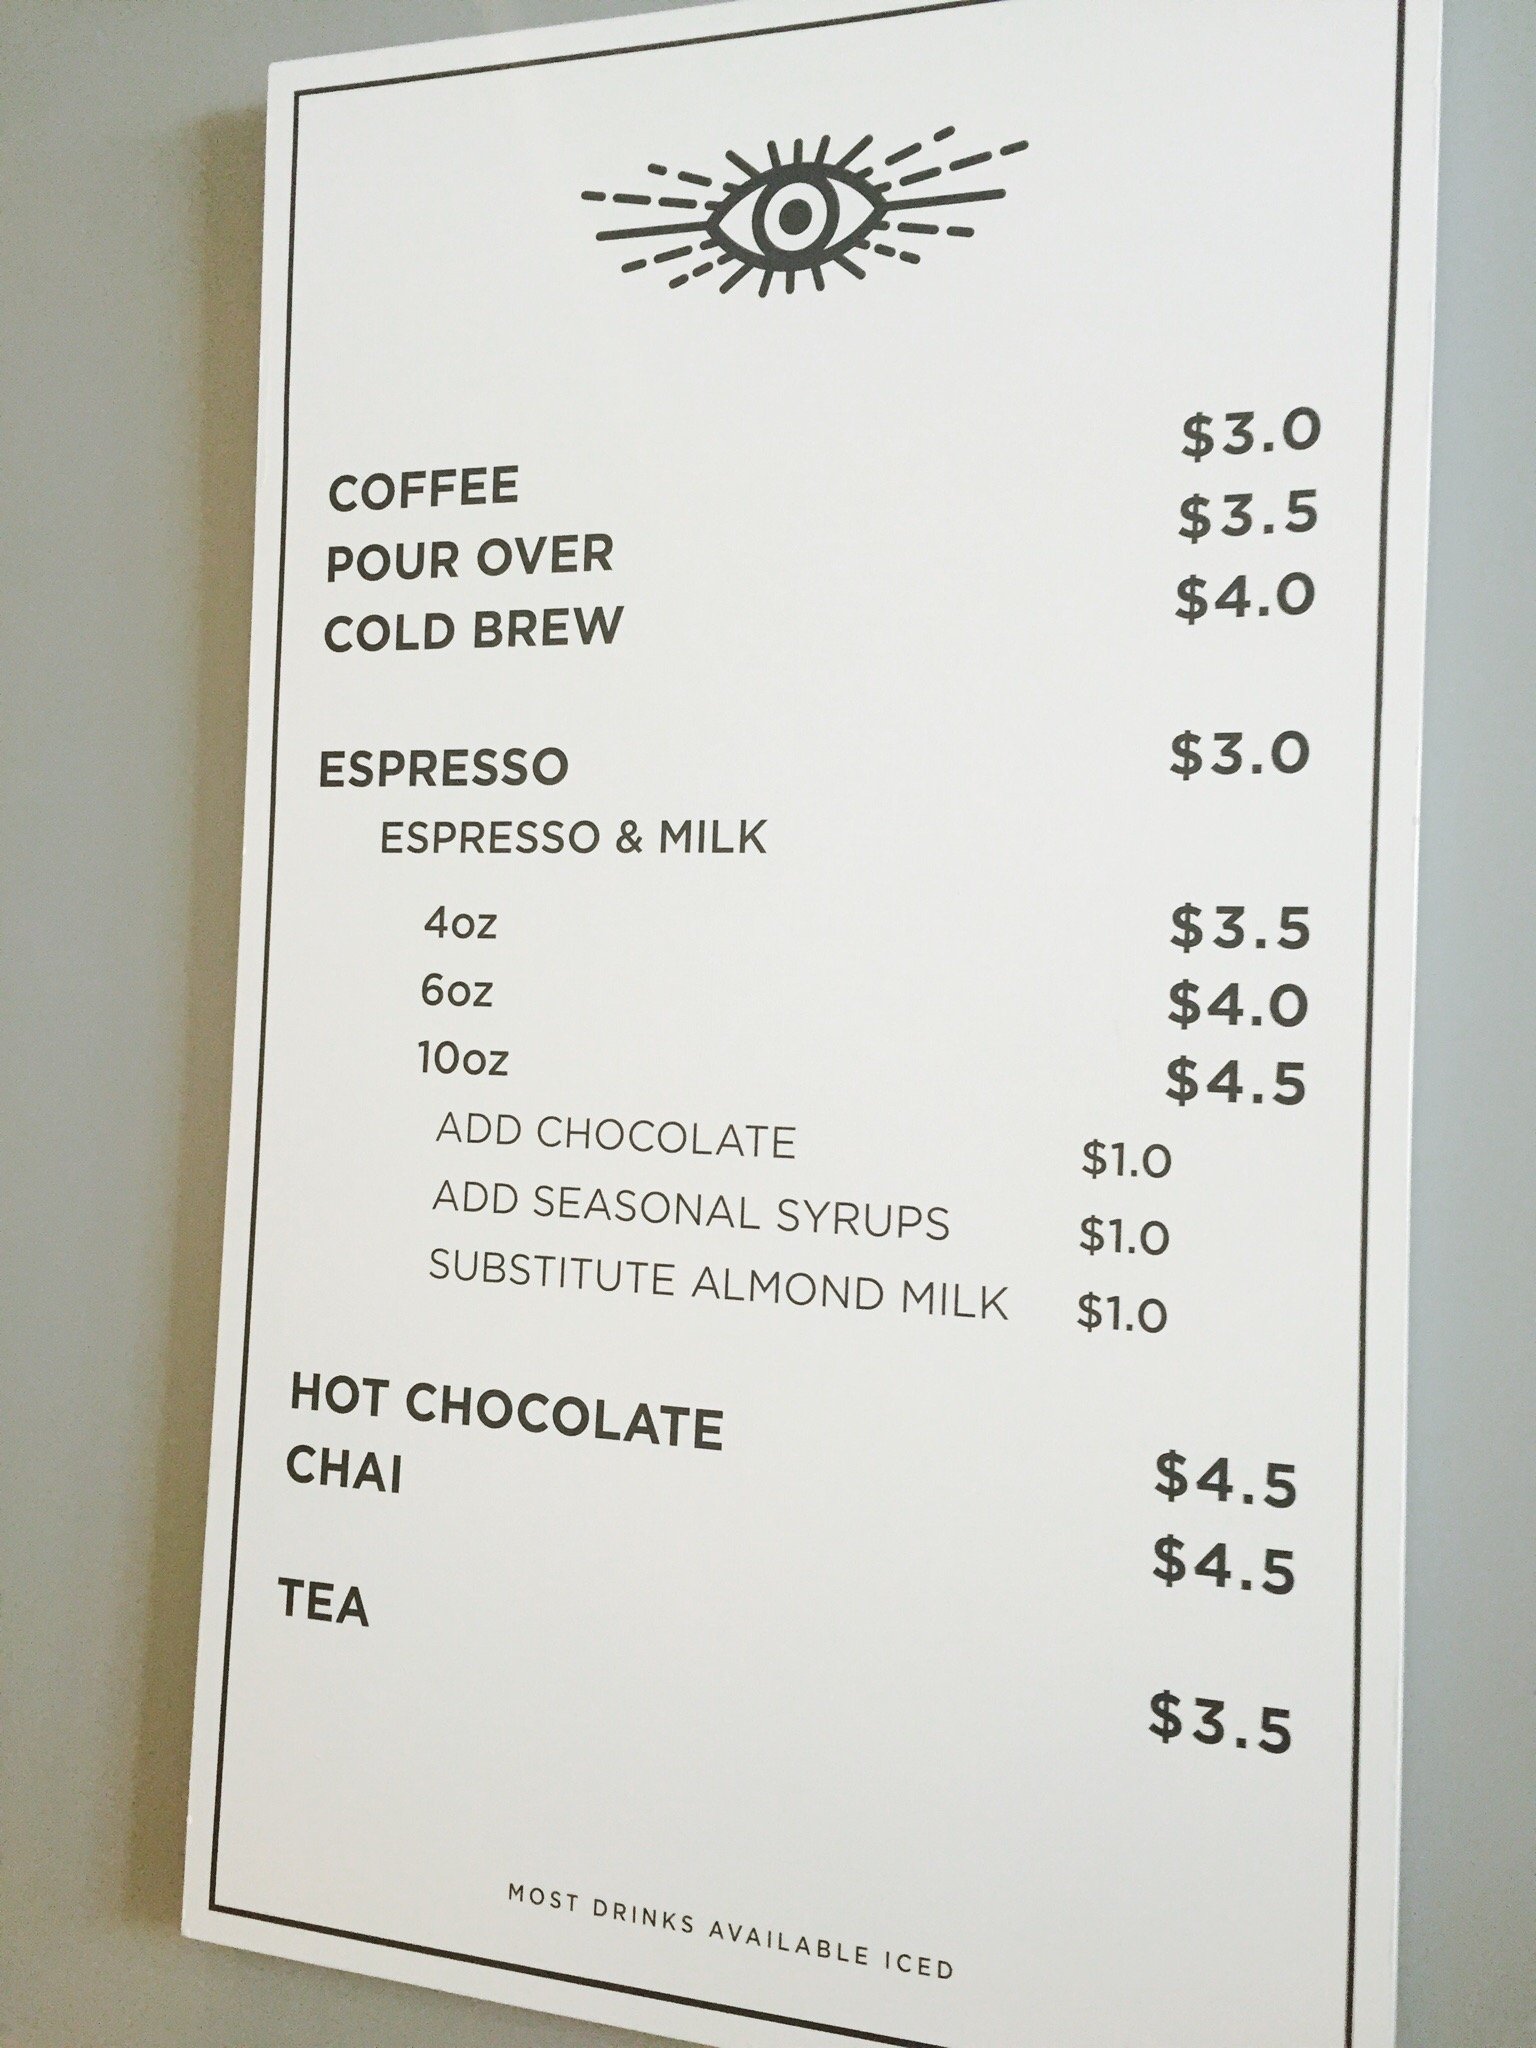 COFFEE $3.0
POUR OVER $3.5
COLD BREW $4.0
ESPRESSO $3.0
ESPRESSO & MILK
4oz $3.5
6oz $4.0
10oz $4.5
ADD CHOCOLATE $1.0
ADD SEASONAL SYRUPS $1.0
SUBSTITUTE ALMOND MILK $1.0
HOT CHOCOLATE $4.5
CHAI $4.5
TEA $3.5
MOST DRINKS AVAILABLE ICED